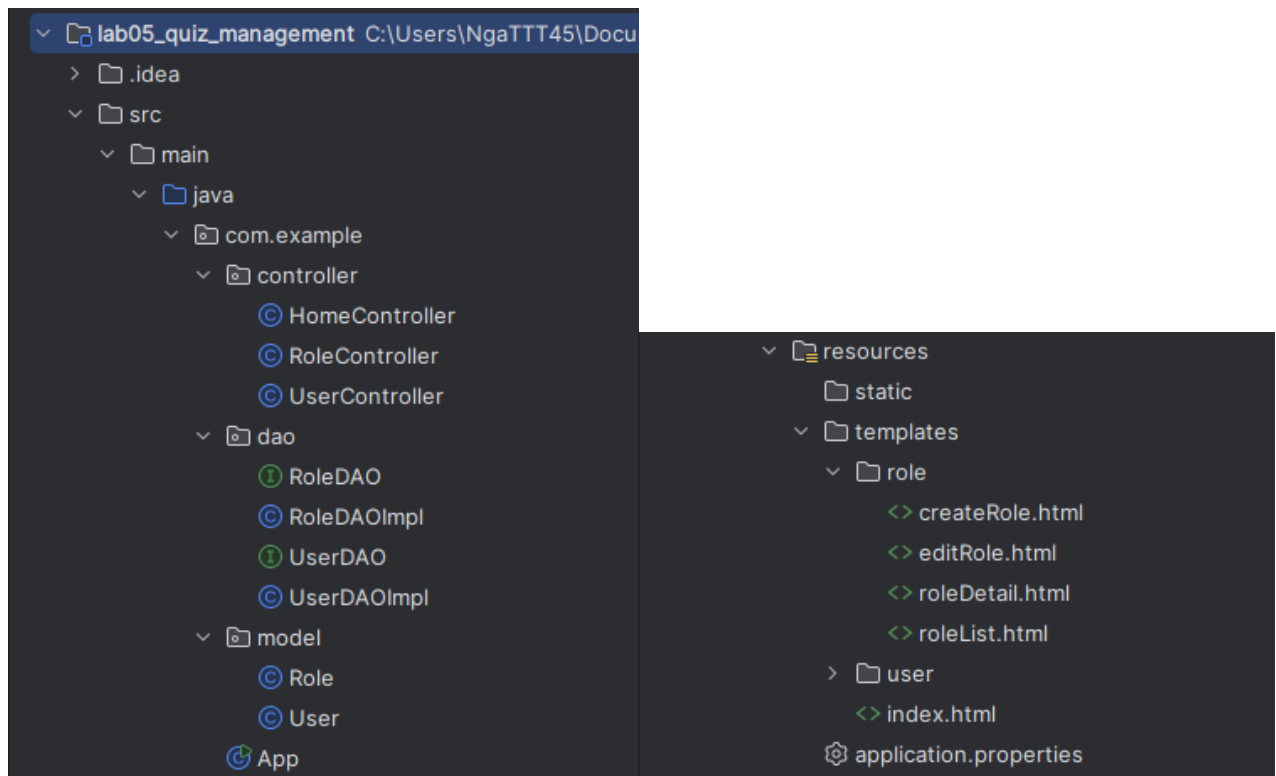 lab05_quiz_management C:\Users\NgaTTT45\Docu
.idea
src
main
java
com.example
controller
HomeController
RoleController
UserController
dao
RoleDAO
RoleDAOImpl
UserDAO
UserDAOImpl
model
Role
User
App
resources
static
templates
role
createRole.html
editRole.html
roleDetail.html
roleList.html
user
index.html
application.properties